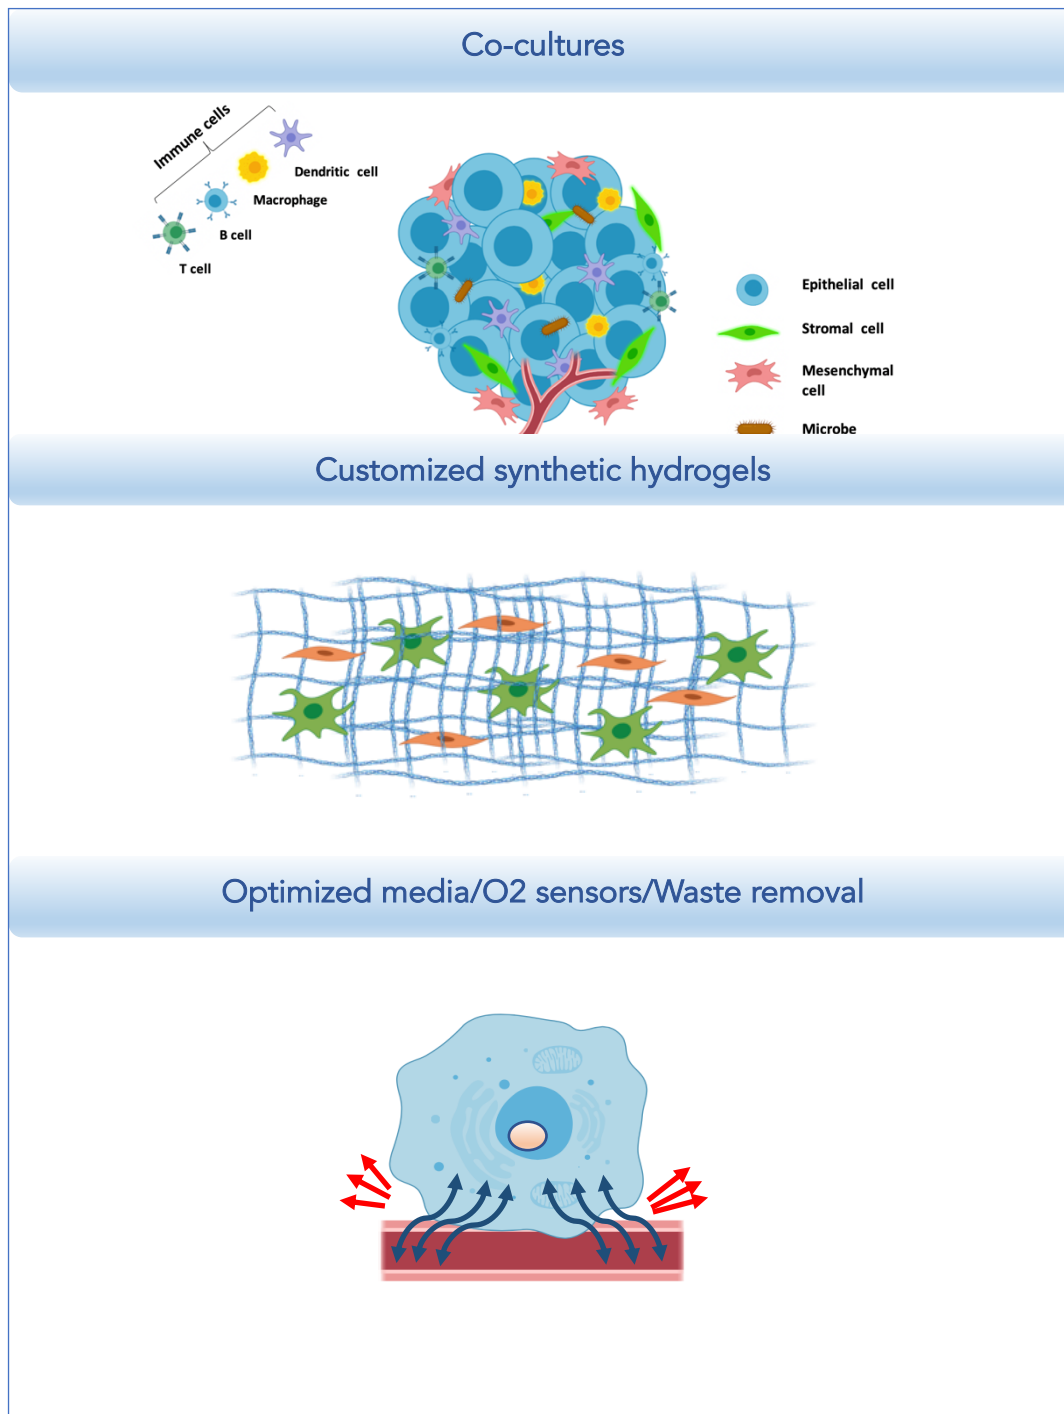 Co-cultures
Immune cells
Dendritic cell
Macrophage
B cell
T cell
Epithelial cell
Stromal cell
Mesenchymal
cell
Microbe
Customized synthetic hydrogels
Optimized media/O2 sensors/Waste removal